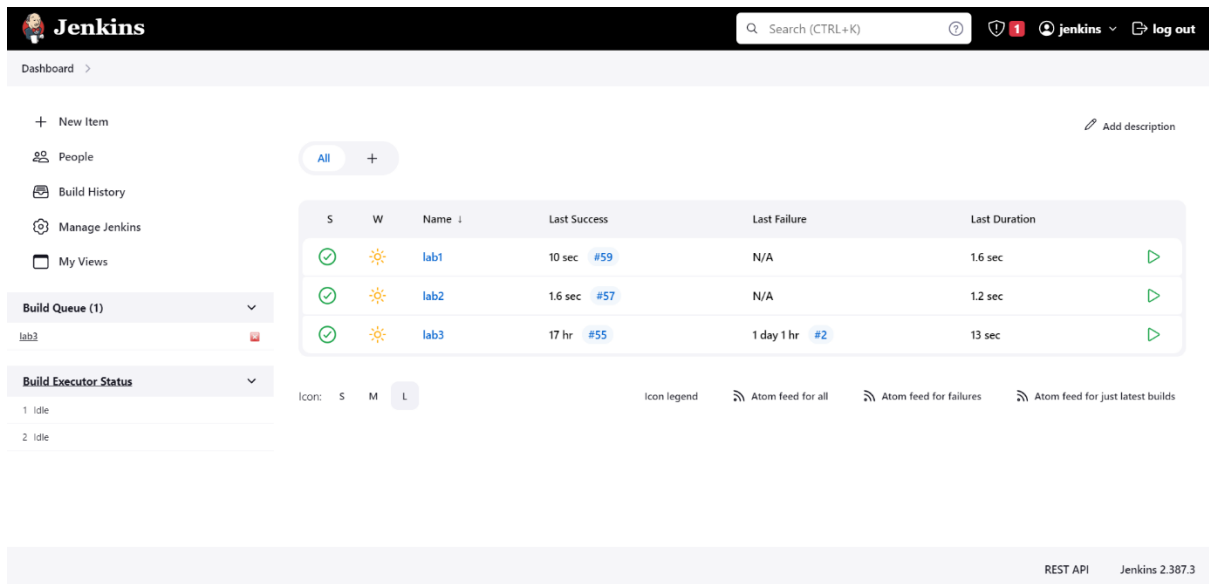 Jenkins
Search (CTRL+K)
1
jenkins
log out
Dashboard
New Item
People
Build History
Manage Jenkins
My Views
Build Queue (1)
lab3
Build Executor Status
1 Idle
2 Idle
Add description
All +
S W Name ↓ Last Success Last Failure Last Duration
lab1 10 sec #59 N/A 1.6 sec
lab2 1.6 sec #57 N/A 1.2 sec
lab3 17 hr #55 1 day 1 hr #2 13 sec
Icon: S M L Icon legend Atom feed for all Atom feed for failures Atom feed for just latest builds
REST API Jenkins 2.387.3